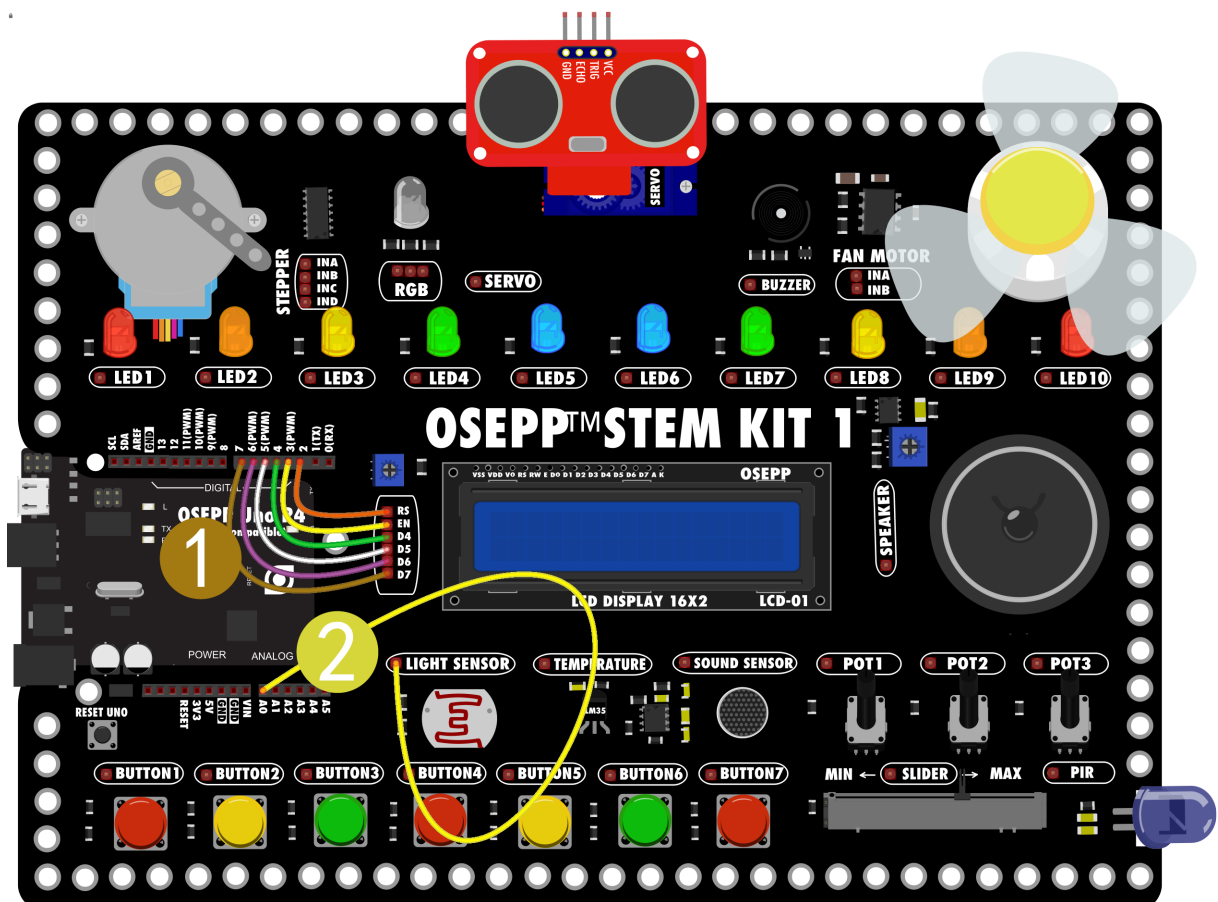 GND
ECHO
TRIG
VCC
SERVO
STEPPER
INA
INB
INC
IND
RGB
SERVO
BUZZER
FAN MOTOR
INA
INB
LED1
LED2
LED3
LED4
LED5
LED6
LED7
LED8
LED9
LED10
OSEPP™ STEM KIT 1
SCL
SDA
AREF
GND
13
12
11(PWM)
10(PWM)
9(PWM)
8
7
6(PWM)
5(PWM)
4
3(PWM)
2
1(TX)
0(RX)
DIGITAL
L
TX
OSEPP Uno R4
RESET
1
RS
EN
D4
D5
D6
D7
VSS VDD V0 RS RW E D0 D1 D2 D3 D4 D5 D6 D7 A K
OSEPP
LCD DISPLAY 16X2
LCD-01
SPEAKER
2
POWER
ANALOG
RESET
3V3
5V
GND
GND
VIN
A0
A1
A2
A3
A4
A5
RESET UNO
LIGHT SENSOR
TEMPERATURE
SOUND SENSOR
POT1
POT2
POT3
LM35
BUTTON1
BUTTON2
BUTTON3
BUTTON4
BUTTON5
BUTTON6
BUTTON7
MIN ←
SLIDER
→ MAX
PIR